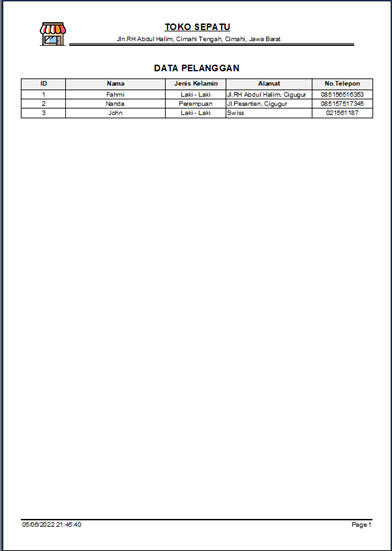 TOKO SEPATU
Jln.RH Abdul Halim, Cimahi Tengah, Cimahi, Jawa Barat
DATA PELANGGAN
ID Nama Jenis Kelamin Alamat No.Telepon
1 Fahmi Laki - Laki Jl.RH Abdul Halim, Cigugur 085156516353
2 Nanda Perempuan Jl.Pesanten, Cigugur 085157517346
3 John Laki - Laki Swiss 021561187
05/06/2022 21:46:40 Page 1